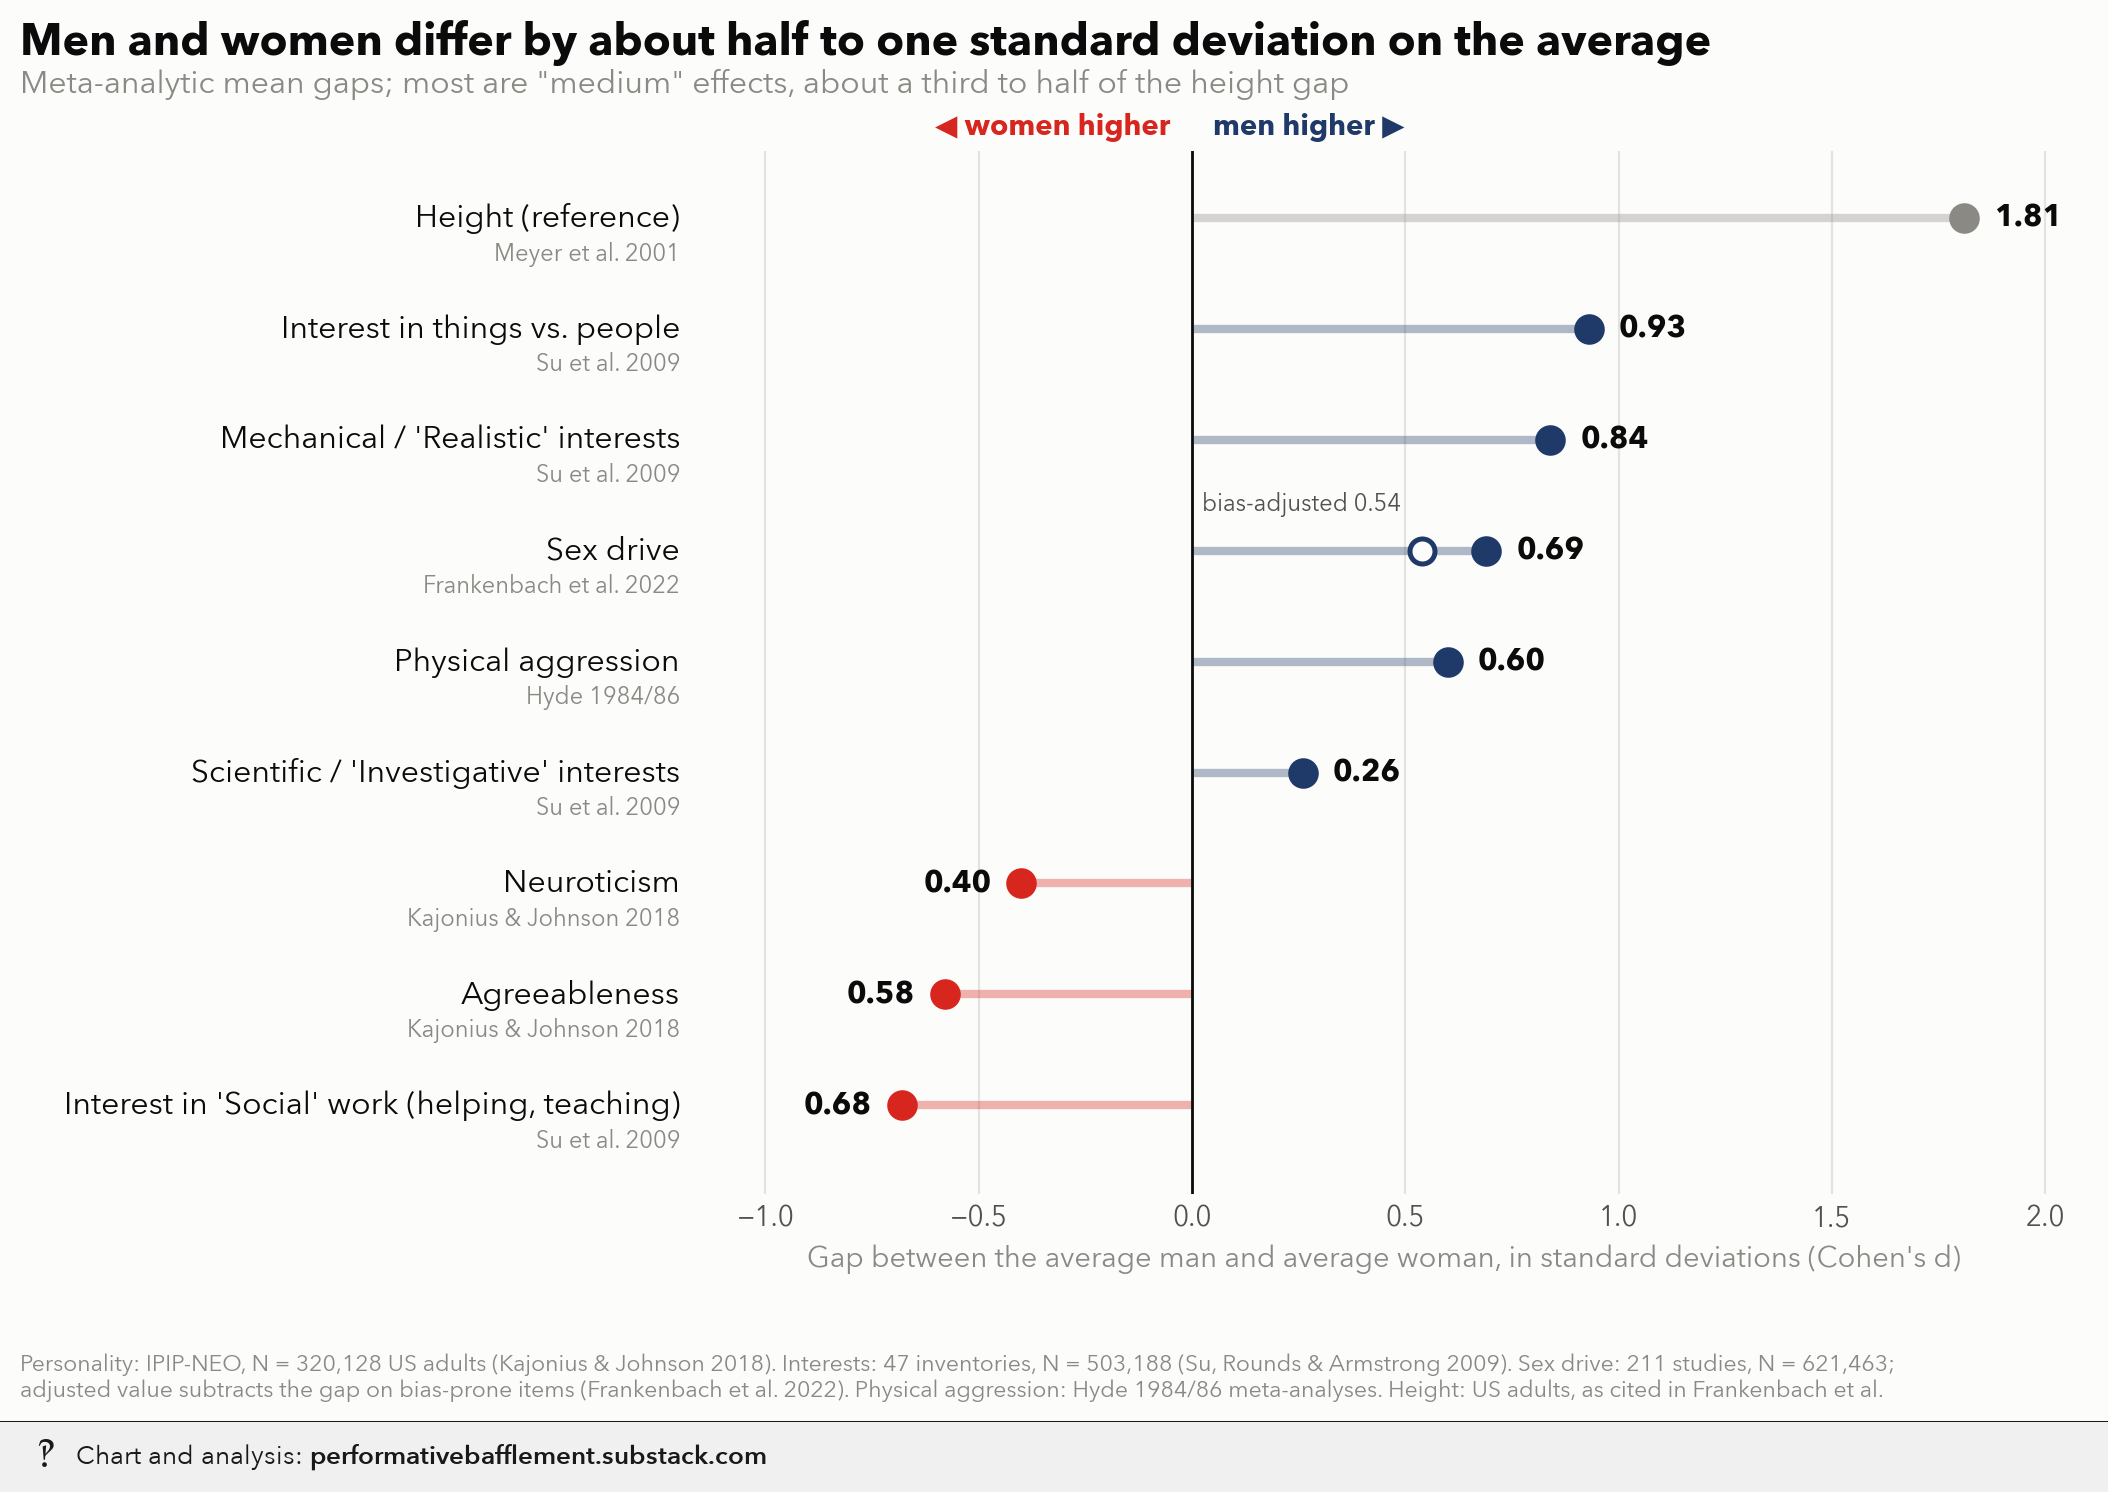 Men and women differ by about half to one standard deviation on the average
Meta-analytic mean gaps; most are "medium" effects, about a third to half of the height gap
◀ women higher men higher ▶
Height (reference)
Meyer et al. 2001
1.81
Interest in things vs. people
Su et al. 2009
0.93
Mechanical / 'Realistic' interests
Su et al. 2009
0.84
bias-adjusted 0.54
Sex drive
Frankenbach et al. 2022
0.69
Physical aggression
Hyde 1984/86
0.60
Scientific / 'Investigative' interests
Su et al. 2009
0.26
Neuroticism
Kajonius & Johnson 2018
0.40
Agreeableness
Kajonius & Johnson 2018
0.58
Interest in 'Social' work (helping, teaching)
Su et al. 2009
0.68
−1.0 −0.5 0.0 0.5 1.0 1.5 2.0
Gap between the average man and average woman, in standard deviations (Cohen's d)
Personality: IPIP-NEO, N = 320,128 US adults (Kajonius & Johnson 2018). Interests: 47 inventories, N = 503,188 (Su, Rounds & Armstrong 2009). Sex drive: 211 studies, N = 621,463;
adjusted value subtracts the gap on bias-prone items (Frankenbach et al. 2022). Physical aggression: Hyde 1984/86 meta-analyses. Height: US adults, as cited in Frankenbach et al.
‽ Chart and analysis: performativebafflement.substack.com